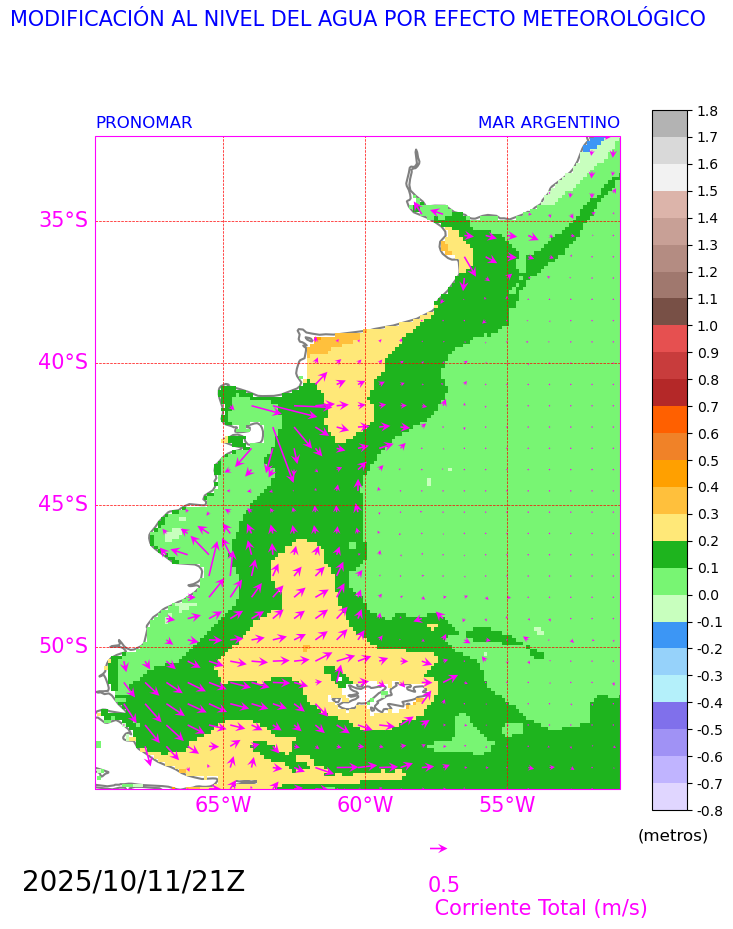 MODIFICACIÓN AL NIVEL DEL AGUA POR EFECTO METEOROLÓGICO
PRONOMAR
MAR ARGENTINO
35°S
40°S
45°S
50°S
65°W
60°W
55°W
1.8
1.7
1.6
1.5
1.4
1.3
1.2
1.1
1.0
0.9
0.8
0.7
0.6
0.5
0.4
0.3
0.2
0.1
0.0
-0.1
-0.2
-0.3
-0.4
-0.5
-0.6
-0.7
-0.8
(metros)
2025/10/11/21Z
0.5
Corriente Total (m/s)